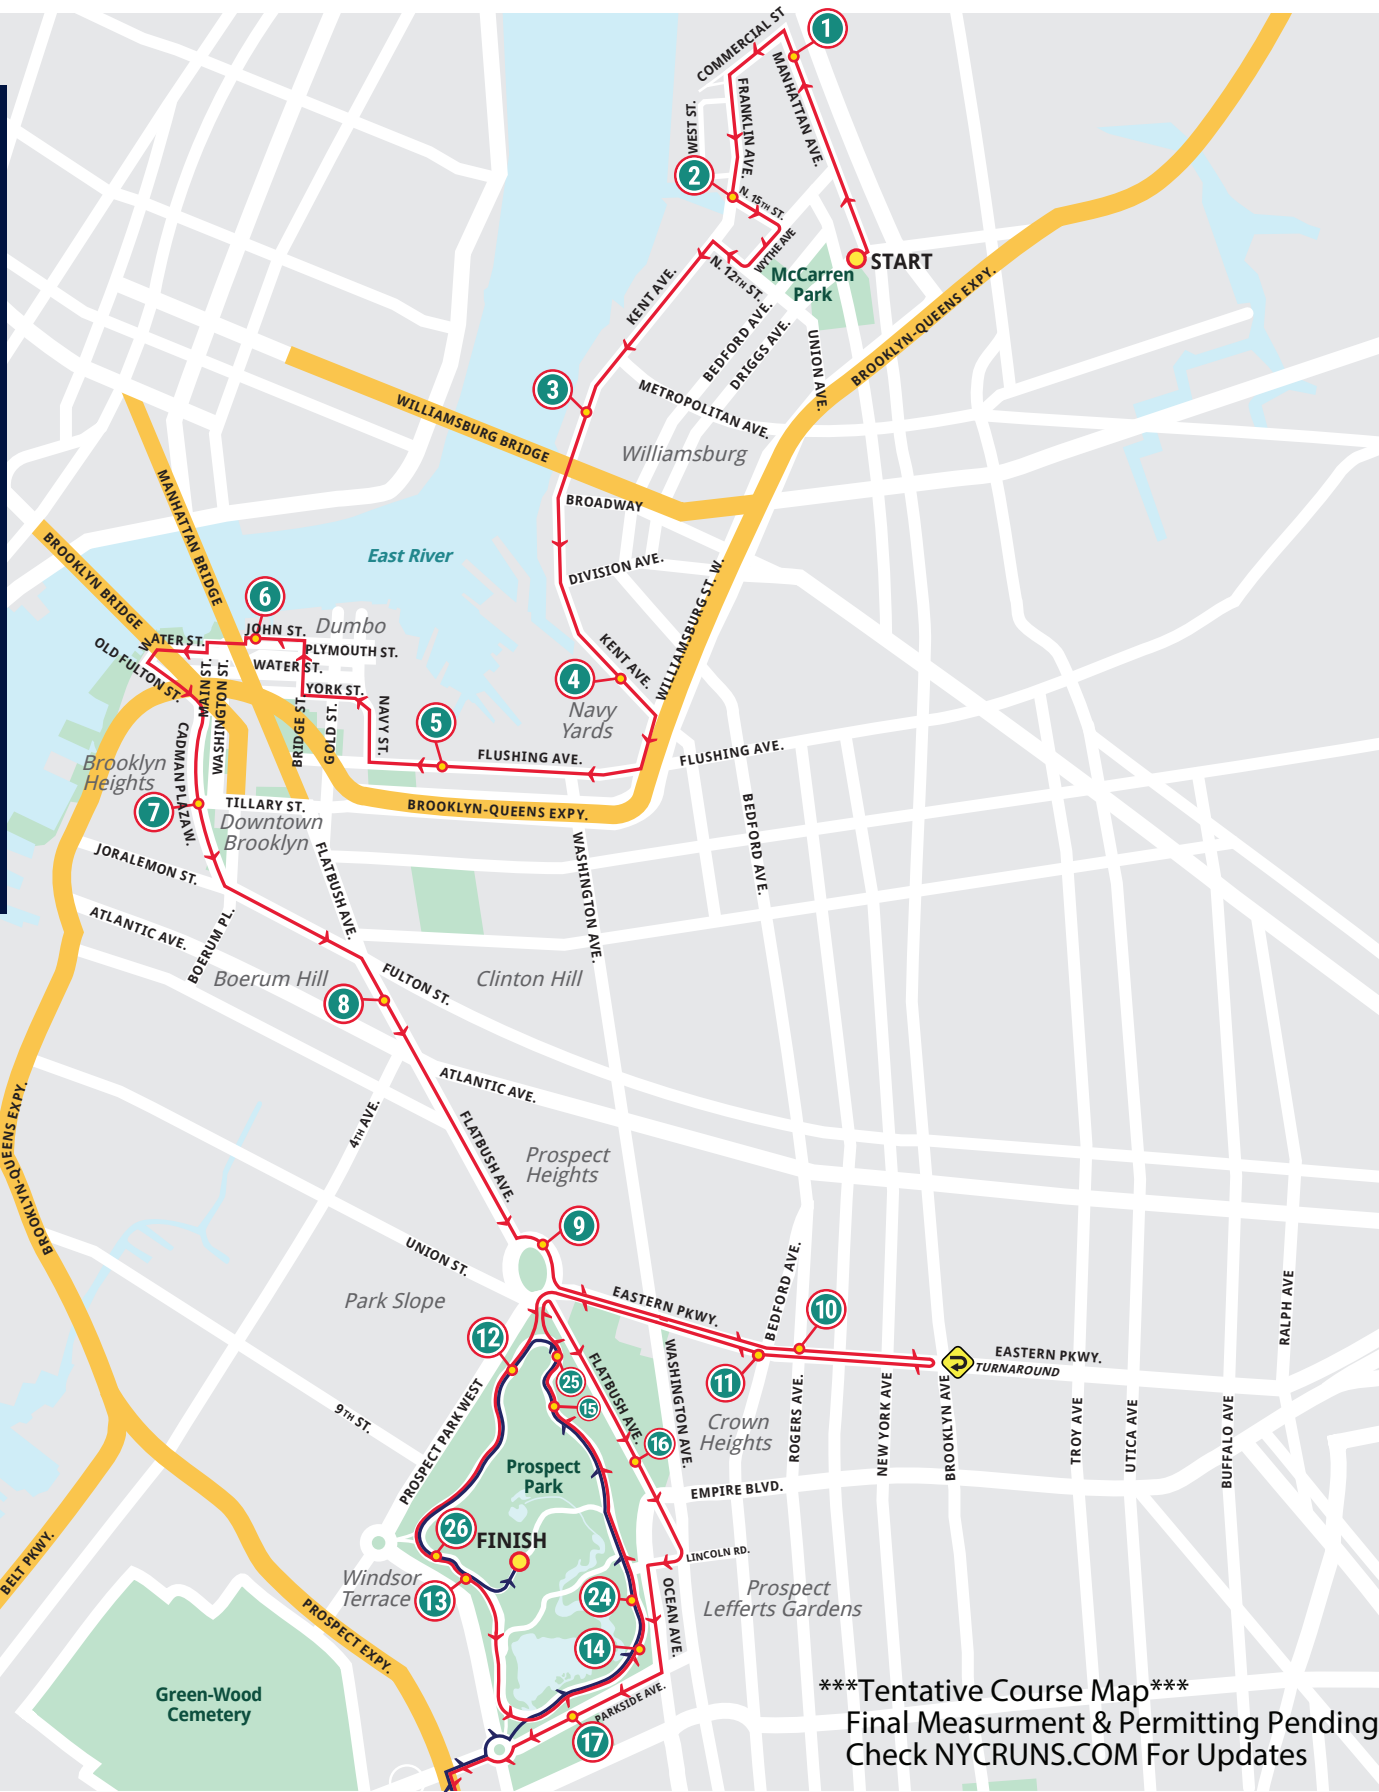 COMMERCIAL ST
1
MANHATTAN AVE.
FRANKLIN AVE.
WEST ST.
2
N. 15TH ST.
WYTHE AVE
N. 12TH ST.
START
McCarren
Park
KENT AVE.
BEDFORD AVE.
DRIGGS AVE.
UNION AVE.
BROOKLYN-QUEENS EXPY.
3
METROPOLITAN AVE.
WILLIAMSBURG BRIDGE
Williamsburg
BROADWAY
MANHATTAN BRIDGE
BROOKLYN BRIDGE
East River
DIVISION AVE.
WILLIAMSBURG ST. W.
6
JOHN ST.
Dumbo
WATER ST.
PLYMOUTH ST.
OLD FULTON ST.
WATER ST.
MAIN ST.
WASHINGTON ST.
YORK ST.
BRIDGE ST.
GOLD ST.
NAVY ST.
KENT AVE.
4
Navy
Yards
5
FLUSHING AVE.
FLUSHING AVE.
CADMAN PLAZA W.
Brooklyn
Heights
7
TILLARY ST.
Downtown
Brooklyn
BROOKLYN-QUEENS EXPY.
BEDFORD AVE.
WASHINGTON AVE.
JORALEMON ST.
FLATBUSH AVE.
ATLANTIC AVE.
BOERUM PL.
Boerum Hill
8
FULTON ST.
Clinton Hill
ATLANTIC AVE.
4TH AVE.
FLATBUSH AVE.
BROOKLYN-QUEENS EXPY.
BROOKLYN-QUEENS EXPY.
Prospect
Heights
9
UNION ST.
Park Slope
EASTERN PKWY.
BEDFORD AVE.
10
RALPH AVE
12
11
EASTERN PKWY.
TURNAROUND
25
15
FLATBUSH AVE.
WASHINGTON AVE.
PROSPECT PARK WEST
9TH ST.
16
Crown
Heights
ROGERS AVE.
NEW YORK AVE
BROOKLYN AVE
TROY AVE
UTICA AVE
BUFFALO AVE
Prospect
Park
EMPIRE BLVD.
26
FINISH
LINCOLN RD.
Windsor
Terrace
13
24
OCEAN AVE.
Prospect
Lefferts Gardens
14
BELT PKWY.
PROSPECT EXPY.
PARKSIDE AVE.
17
Green-Wood
Cemetery
***Tentative Course Map***
Final Measurment & Permitting Pending
Check NYCRUNS.COM For Updates